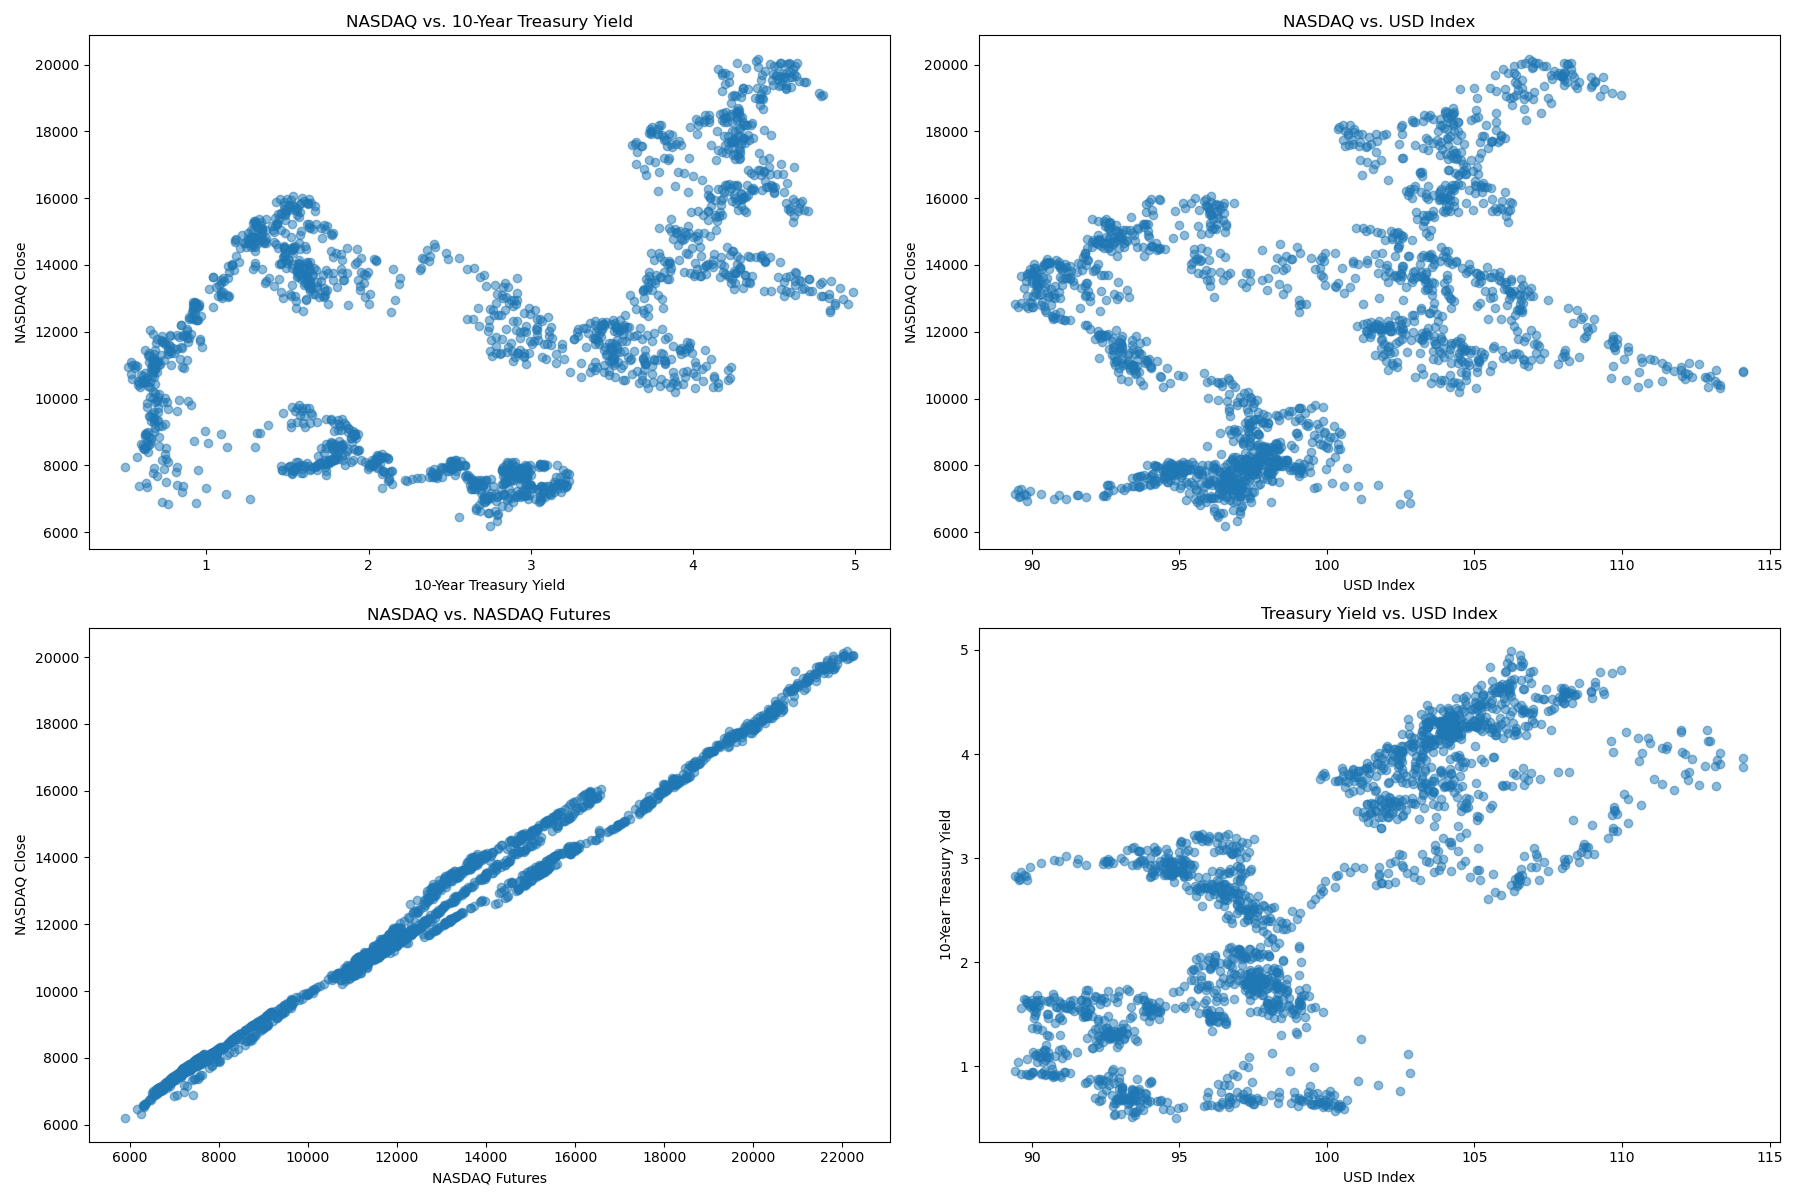 NASDAQ vs. 10-Year Treasury Yield
NASDAQ Close
20000
18000
16000
14000
12000
10000
8000
6000
1 2 3 4 5
10-Year Treasury Yield
NASDAQ vs. USD Index
NASDAQ Close
20000
18000
16000
14000
12000
10000
8000
6000
90 95 100 105 110 115
USD Index
NASDAQ vs. NASDAQ Futures
NASDAQ Close
20000
18000
16000
14000
12000
10000
8000
6000
6000 8000 10000 12000 14000 16000 18000 20000 22000
NASDAQ Futures
Treasury Yield vs. USD Index
10-Year Treasury Yield
5
4
3
2
1
90 95 100 105 110 115
USD Index